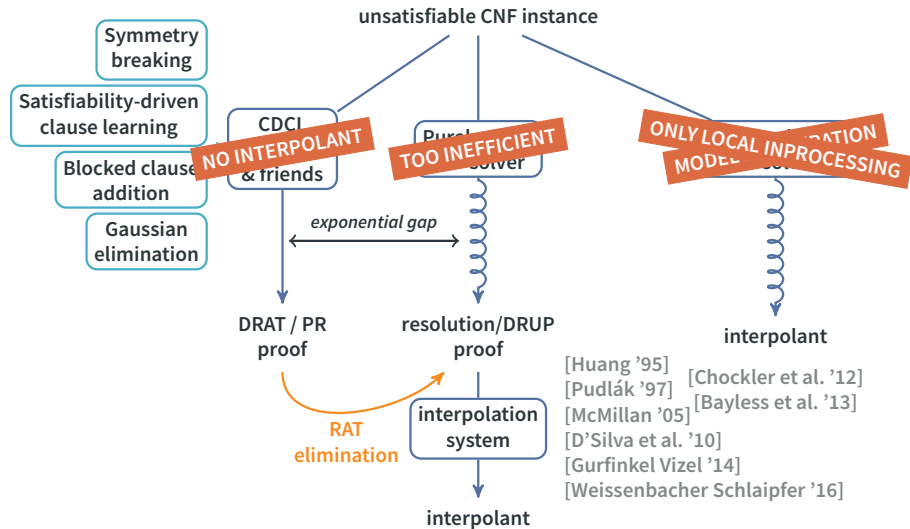 unsatisfiable CNF instance
Symmetry
breaking
Satisfiability-driven
clause learning
Blocked clause
addition
Gaussian
elimination
& friends
NO INTERPOLANT
TOO INEFFICIENT
ONLY LOCAL INPROCESSING
MODEL
exponential gap
DRAT / PR
proof
resolution/DRUP
proof
interpolant
RAT
elimination
interpolation
system
interpolant
[Huang ’95]
[Pudlák ’97]
[McMillan ’05]
[D’Silva et al. ’10]
[Gurfinkel Vizel ’14]
[Weissenbacher Schlaipfer ’16]
[Chockler et al. ’12]
[Bayless et al. ’13]